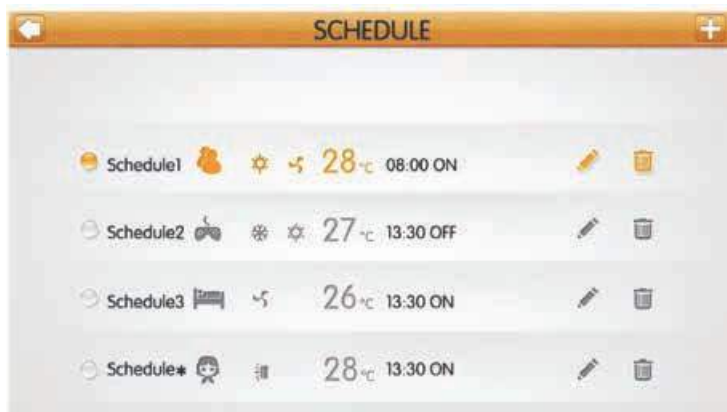 SCHEDULE
Schedule1 28°C 08:00 ON
Schedule2 27°C 13:30 OFF
Schedule3 26°C 13:30 ON
Schedule* 28°C 13:30 ON